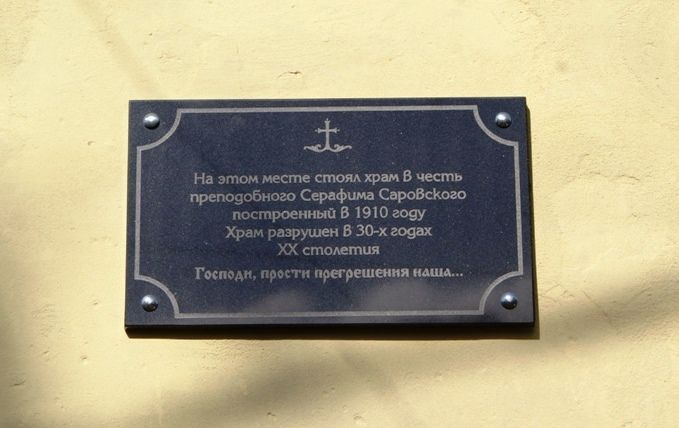 На этом месте стоял храм в честь
преподобного Серафима Саровского
построенный в 1910 году
Храм разрушен в 30-х годах
XX столетия
Господи, прости прегрешения наша...